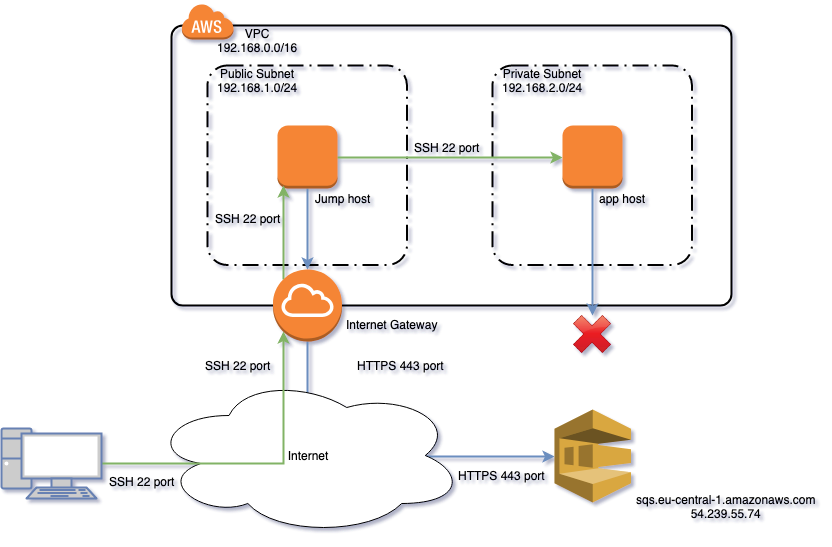 AWS
VPC
192.168.0.0/16
Public Subnet
192.168.1.0/24
Private Subnet
192.168.2.0/24
SSH 22 port
Jump host
app host
SSH 22 port
Internet Gateway
SSH 22 port
HTTPS 443 port
Internet
SSH 22 port
HTTPS 443 port
sqs.eu-central-1.amazonaws.com
54.239.55.74